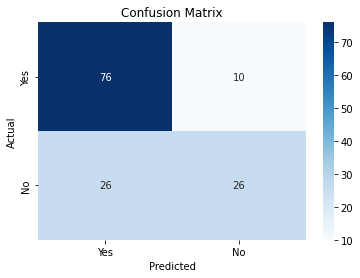 Confusion Matrix
Actual
Yes
No
76
10
26
26
Yes
No
Predicted
70
60
50
40
30
20
10